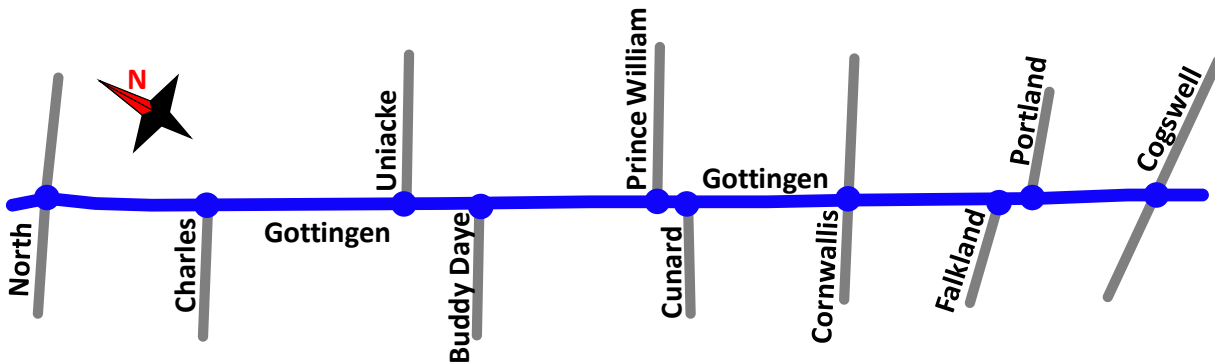 N
North
Charles
Gottingen
Uniacke
Buddy Daye
Prince William
Cunard
Gottingen
Cornwallis
Falkland
Portland
Cogswell